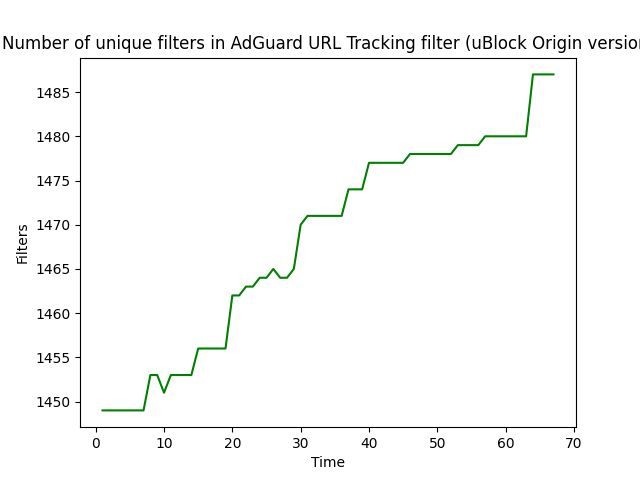 Number of unique filters in AdGuard URL Tracking filter (uBlock Origin version
1485
1480
1475
1470
1465
1460
1455
1450
Filters
0 10 20 30 40 50 60 70
Time